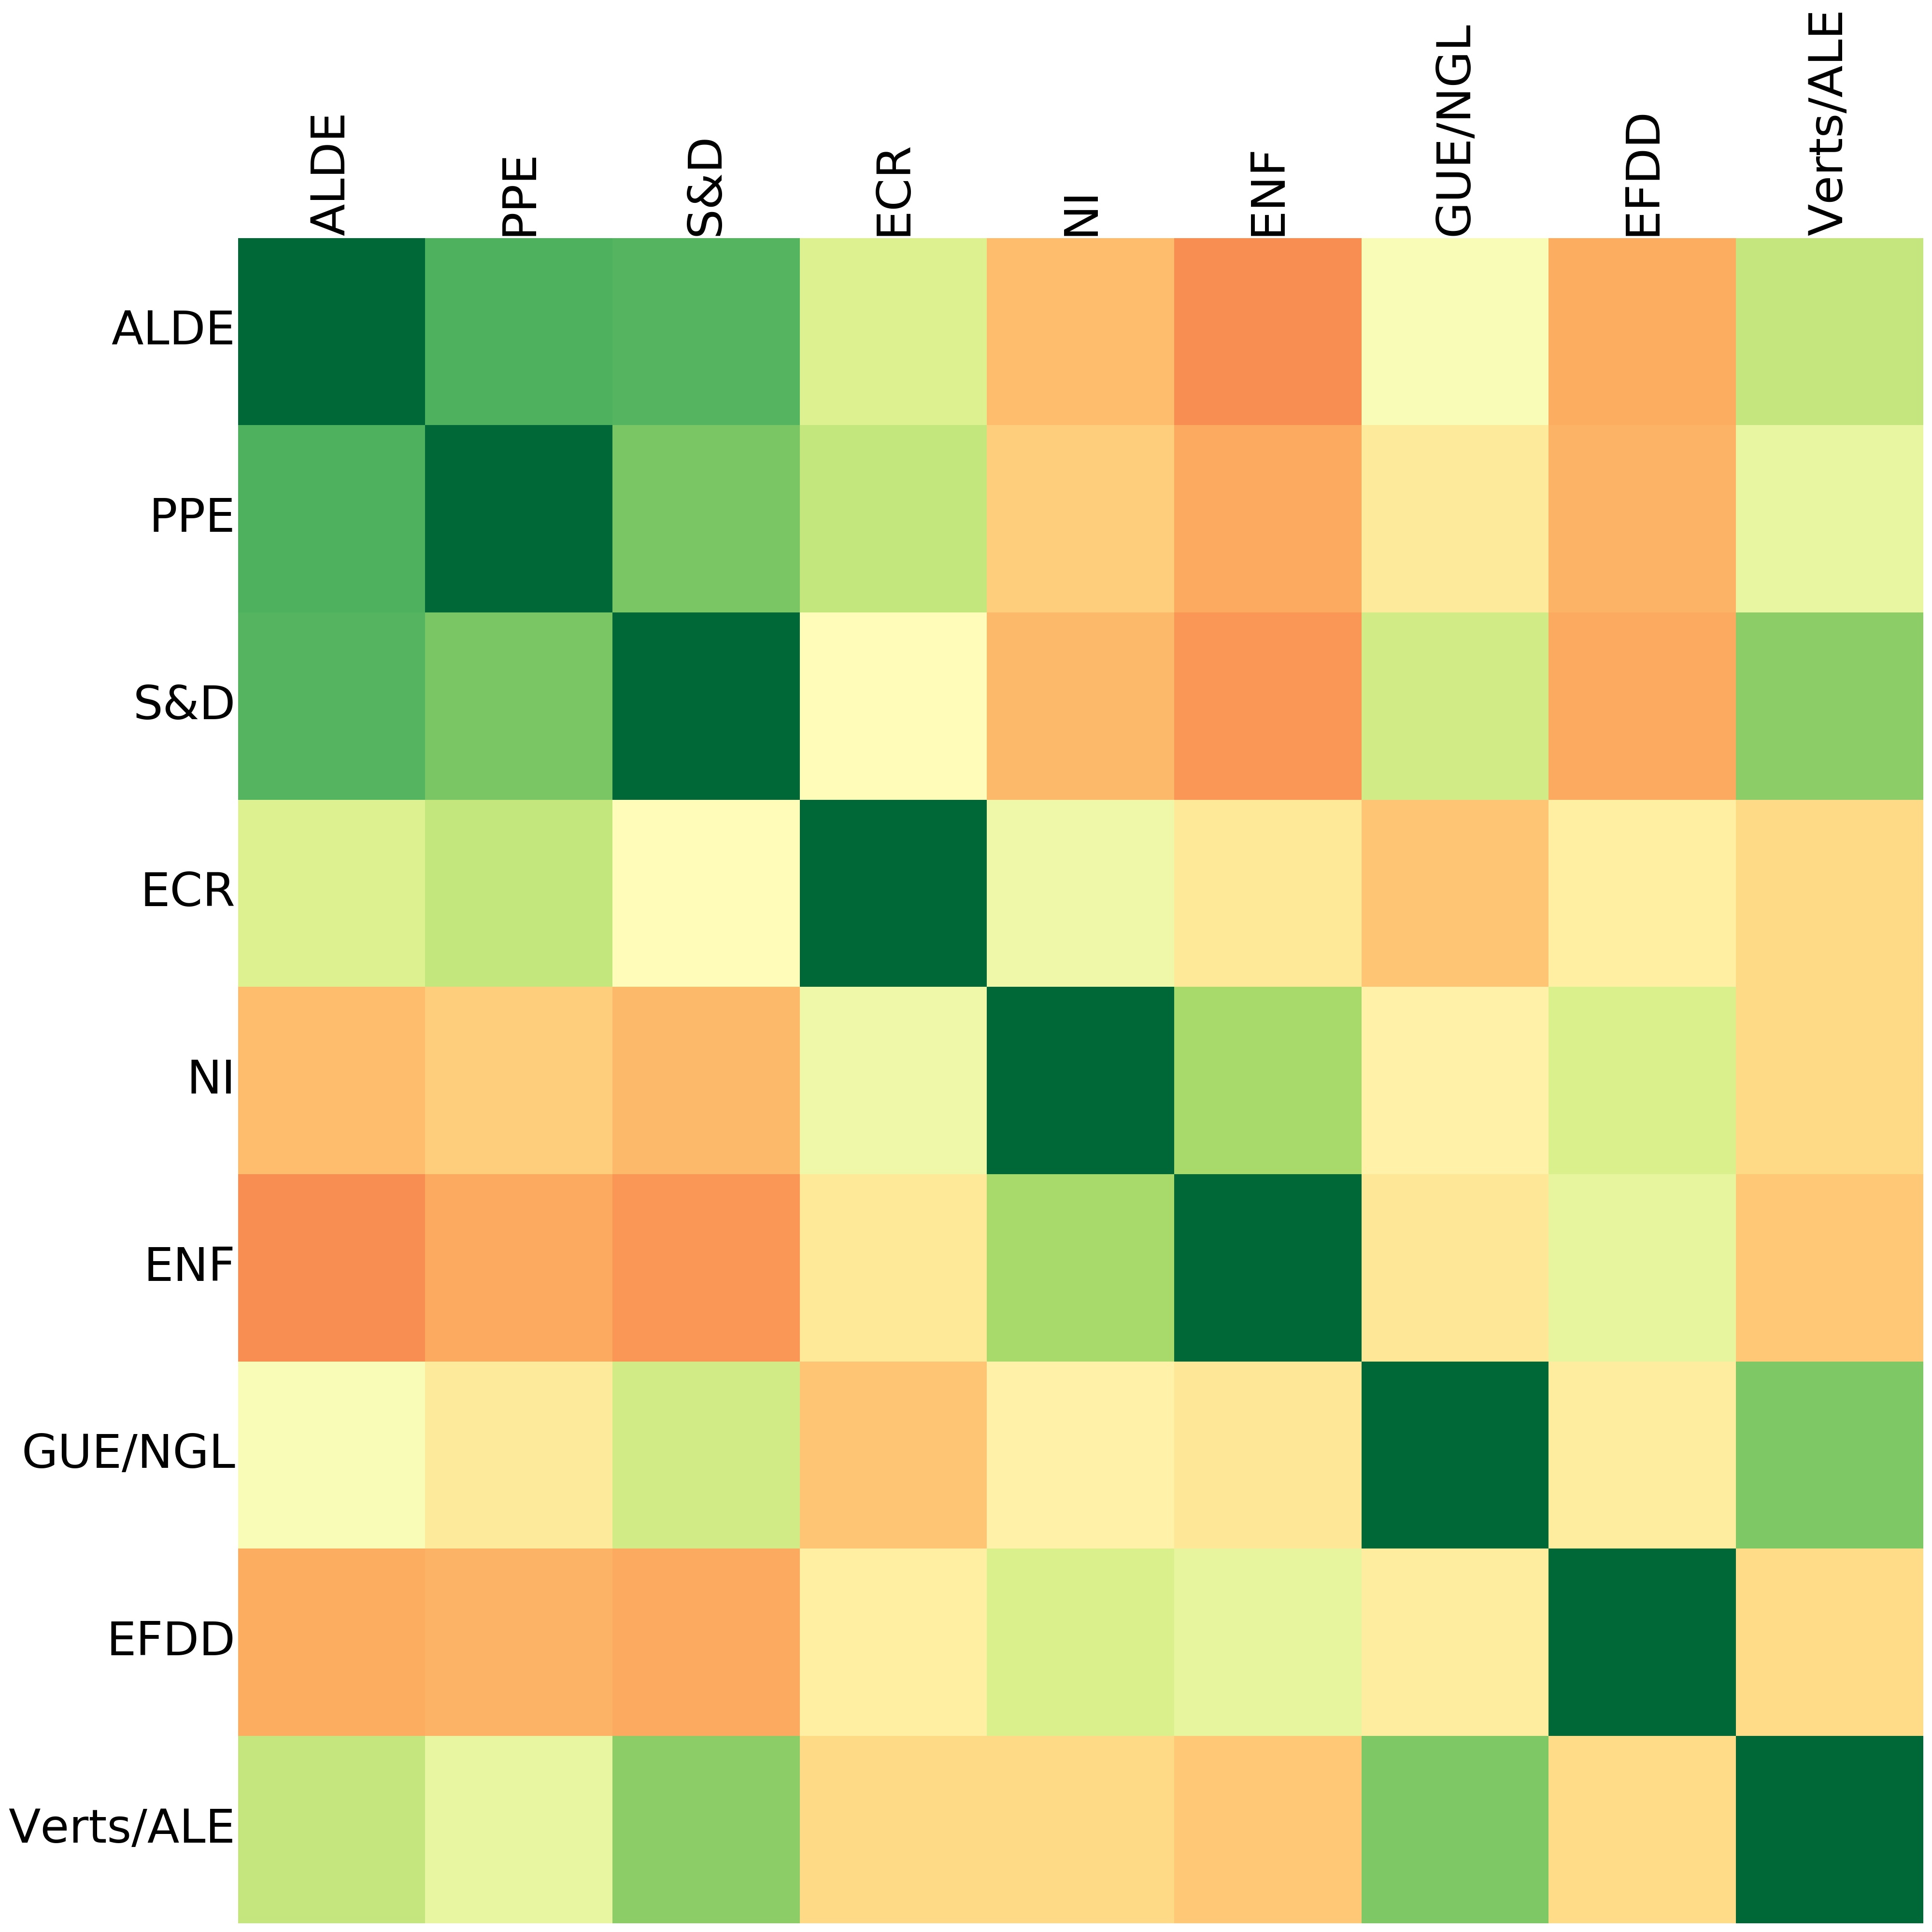 ALDE
PPE
S&D
ECR
NI
ENF
GUE/NGL
EFDD
Verts/ALE
ALDE
PPE
S&D
ECR
NI
ENF
GUE/NGL
EFDD
Verts/ALE